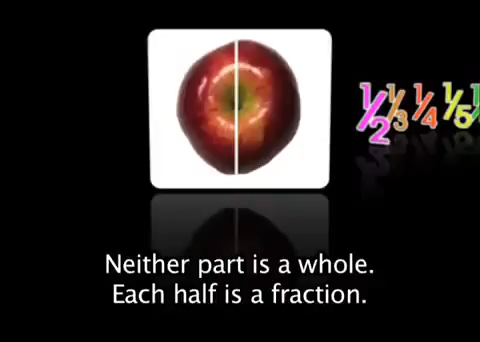 ½ ⅓ ¼ ⅕
Neither part is a whole.
Each half is a fraction.